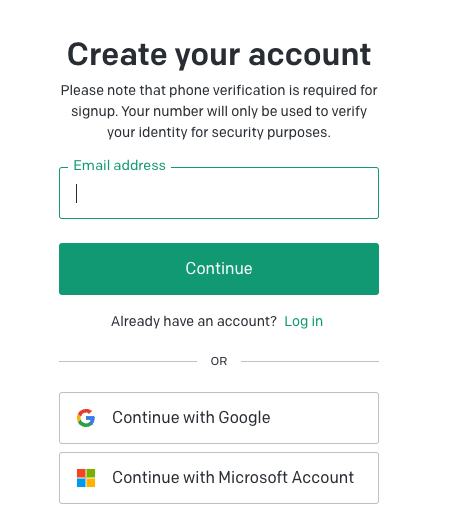 Create your account
Please note that phone verification is required for
signup. Your number will only be used to verify
your identity for security purposes.
Email address
Continue
Already have an account? Log in
OR
Continue with Google
Continue with Microsoft Account